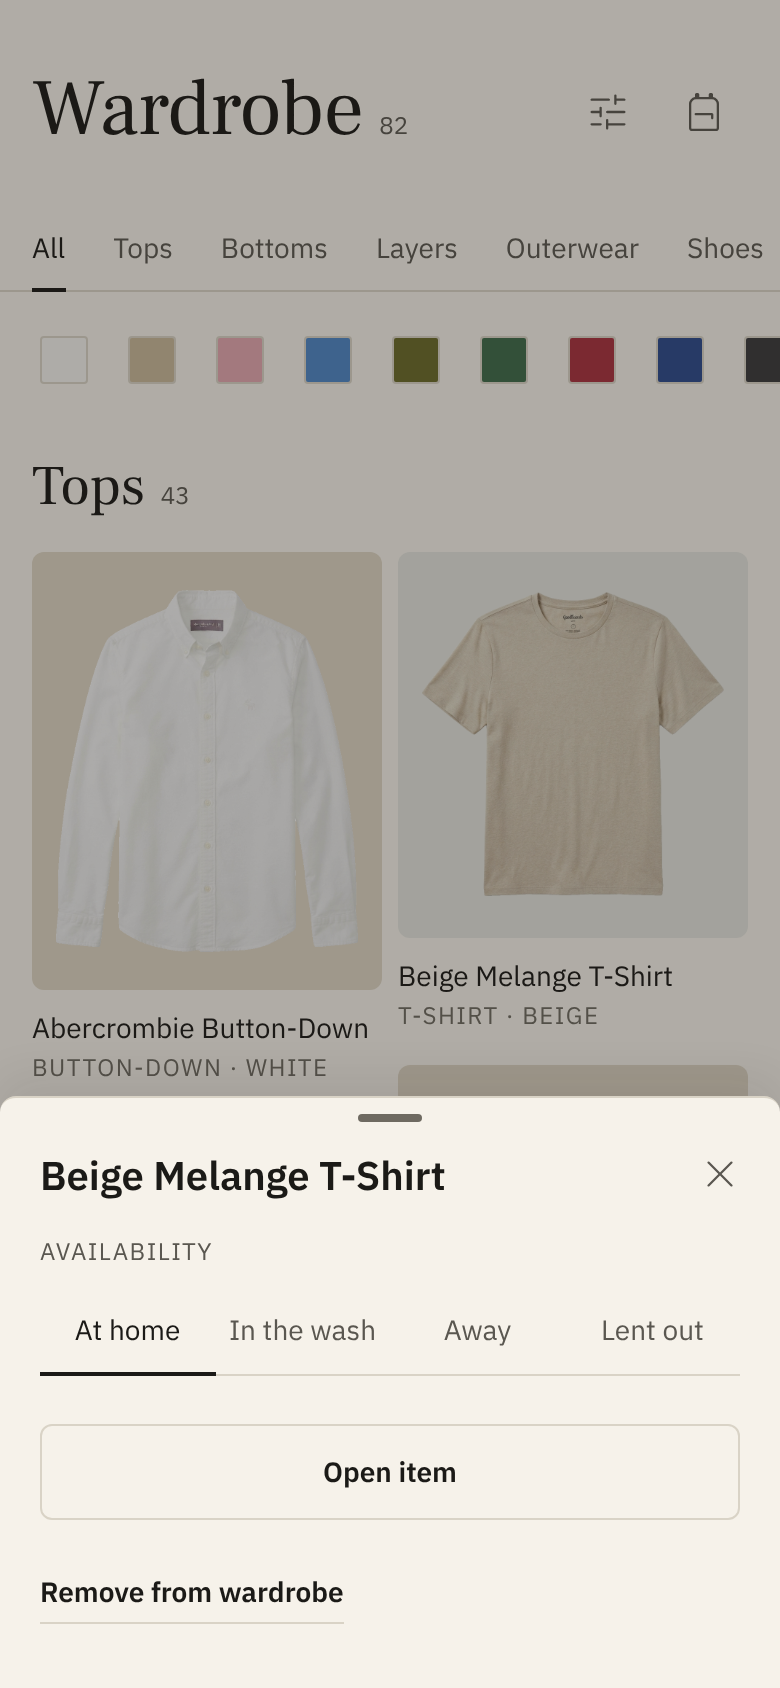 Wardrobe 82
All Tops Bottoms Layers Outerwear Shoes
Tops 43
Abercrombie Button-Down
BUTTON-DOWN · WHITE
Beige Melange T-Shirt
T-SHIRT · BEIGE
Beige Melange T-Shirt
AVAILABILITY
At home In the wash Away Lent out
Open item
Remove from wardrobe